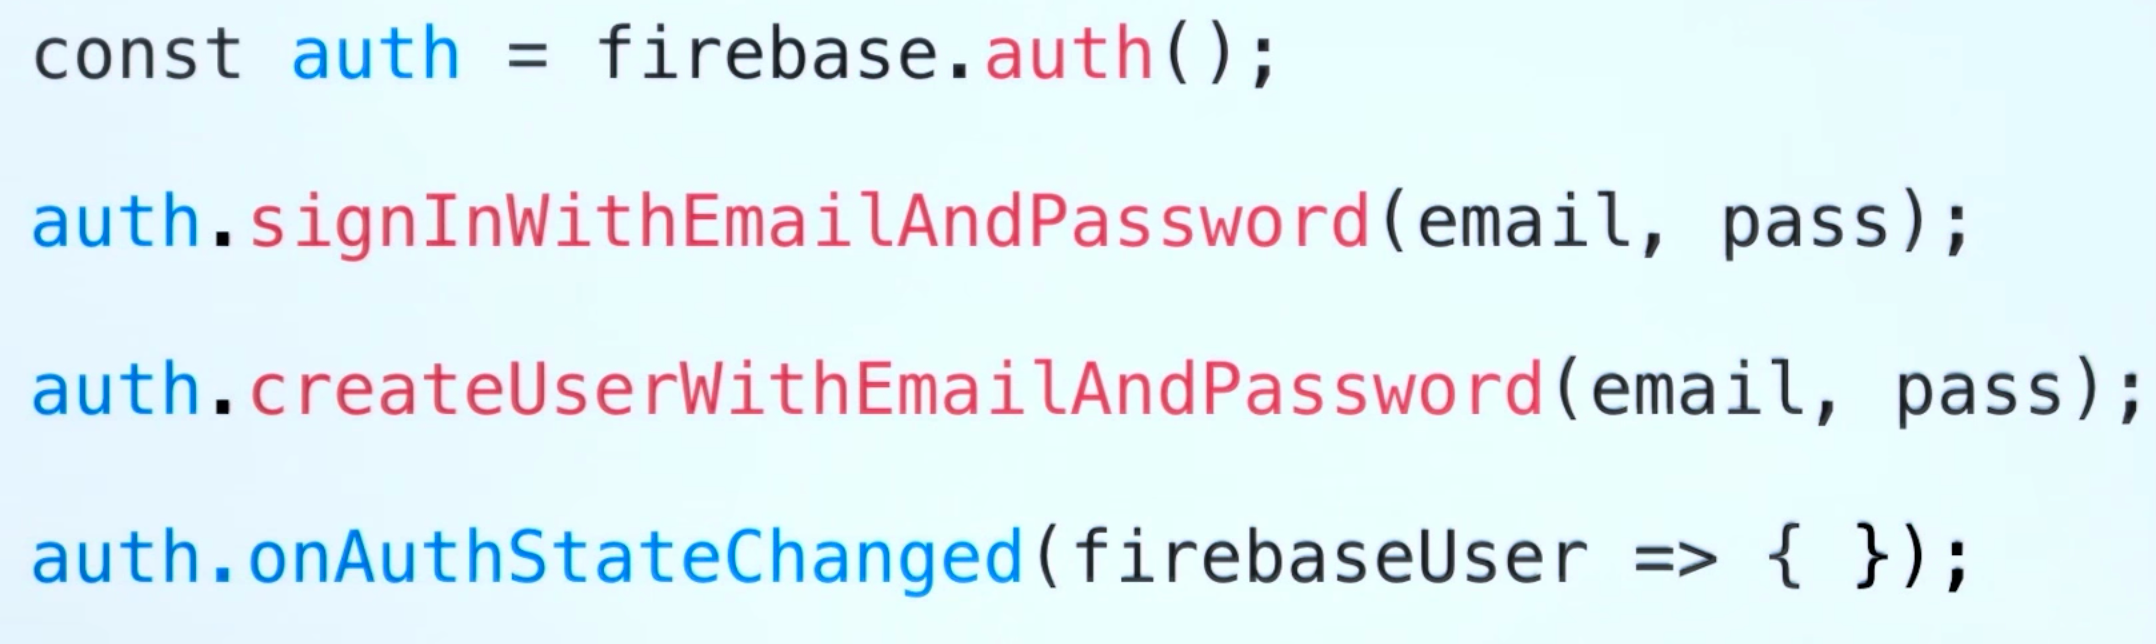 const auth = firebase.auth();
auth.signInWithEmailAndPassword(email, pass);
auth.createUserWithEmailAndPassword(email, pass);
auth.onAuthStateChanged(firebaseUser => { });